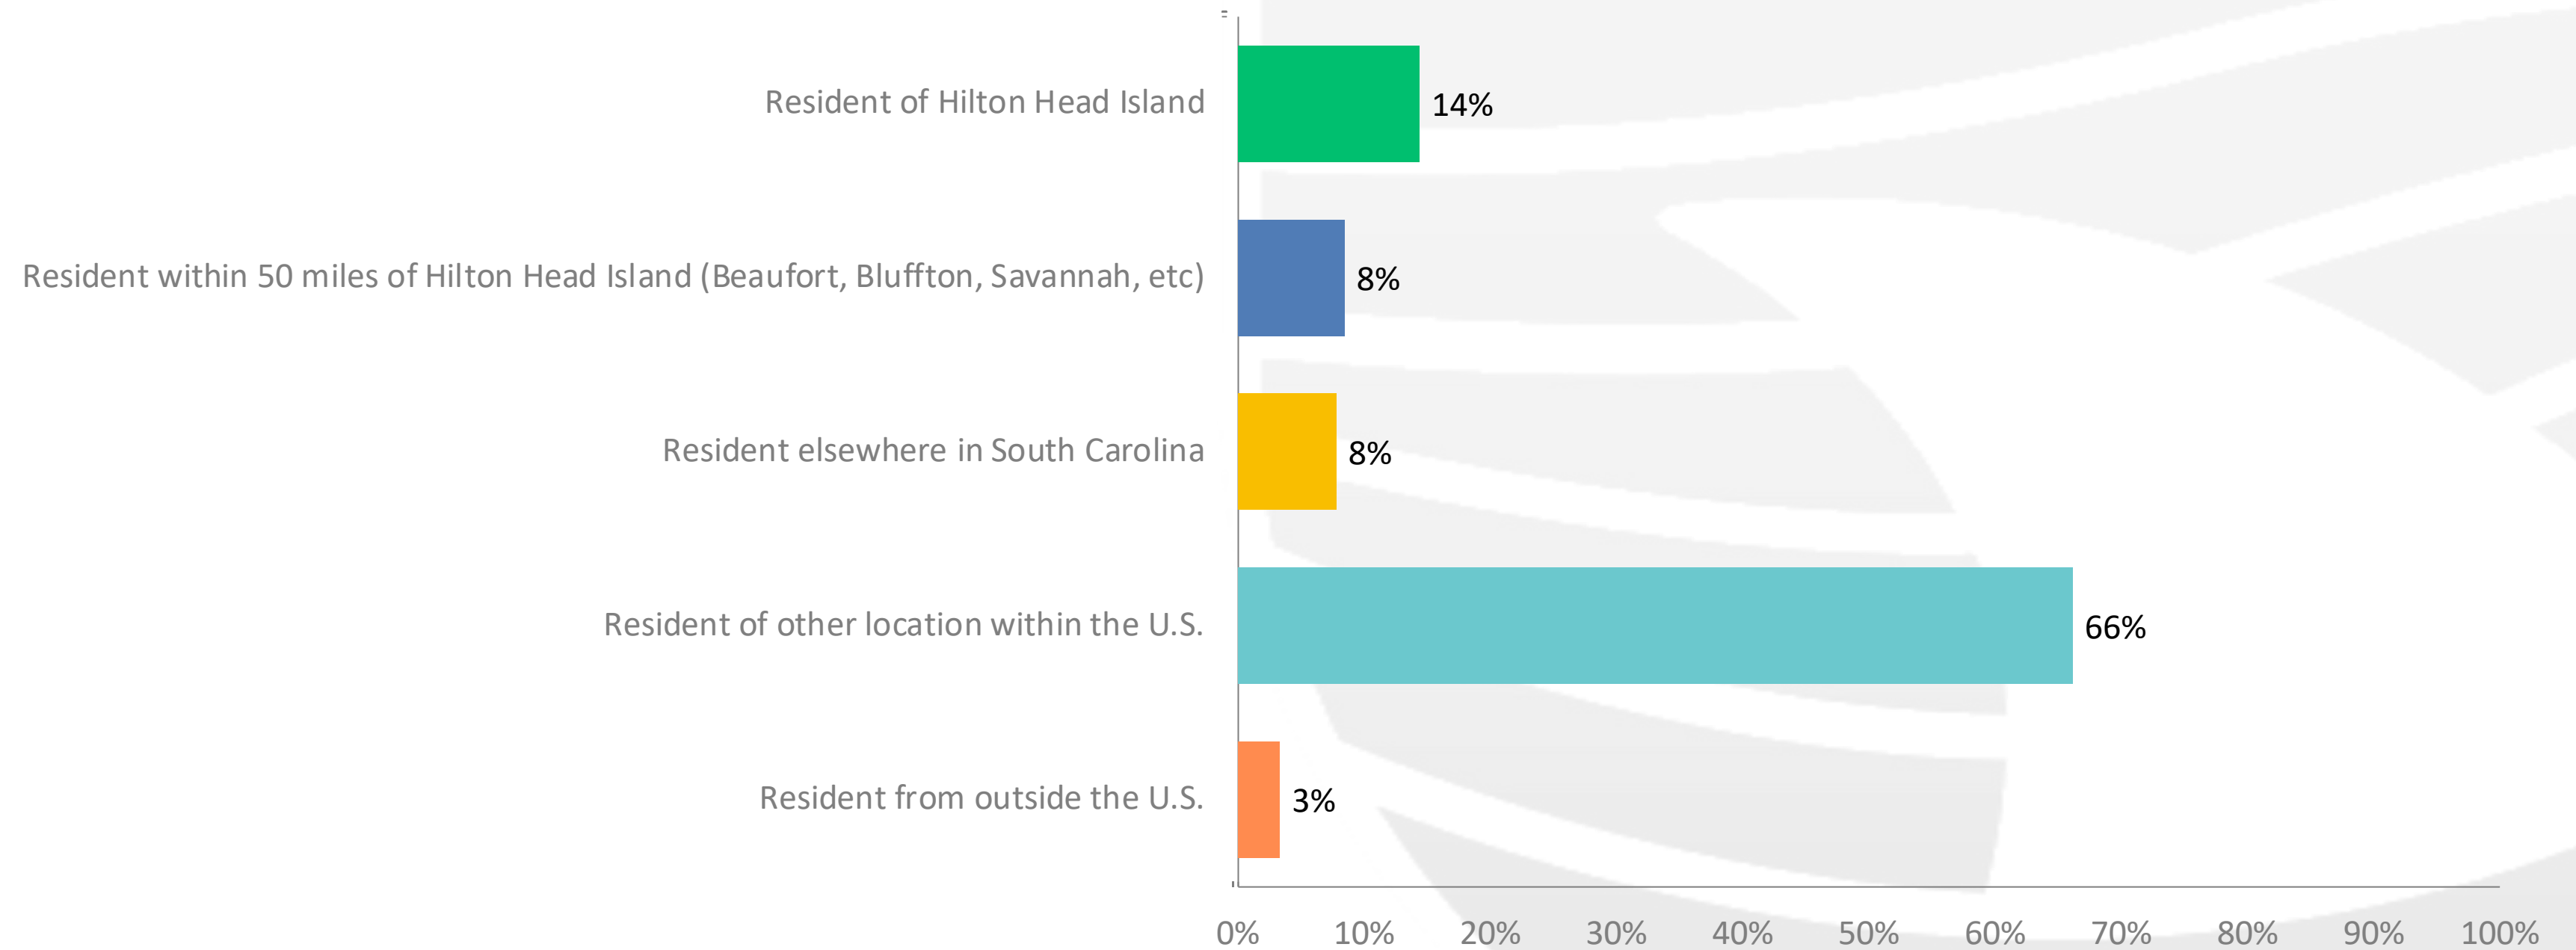 Resident of Hilton Head Island
14%
Resident within 50 miles of Hilton Head Island (Beaufort, Bluffton, Savannah, etc)
8%
Resident elsewhere in South Carolina
8%
Resident of other location within the U.S.
66%
Resident from outside the U.S.
3%
0% 10% 20% 30% 40% 50% 60% 70% 80% 90% 100%